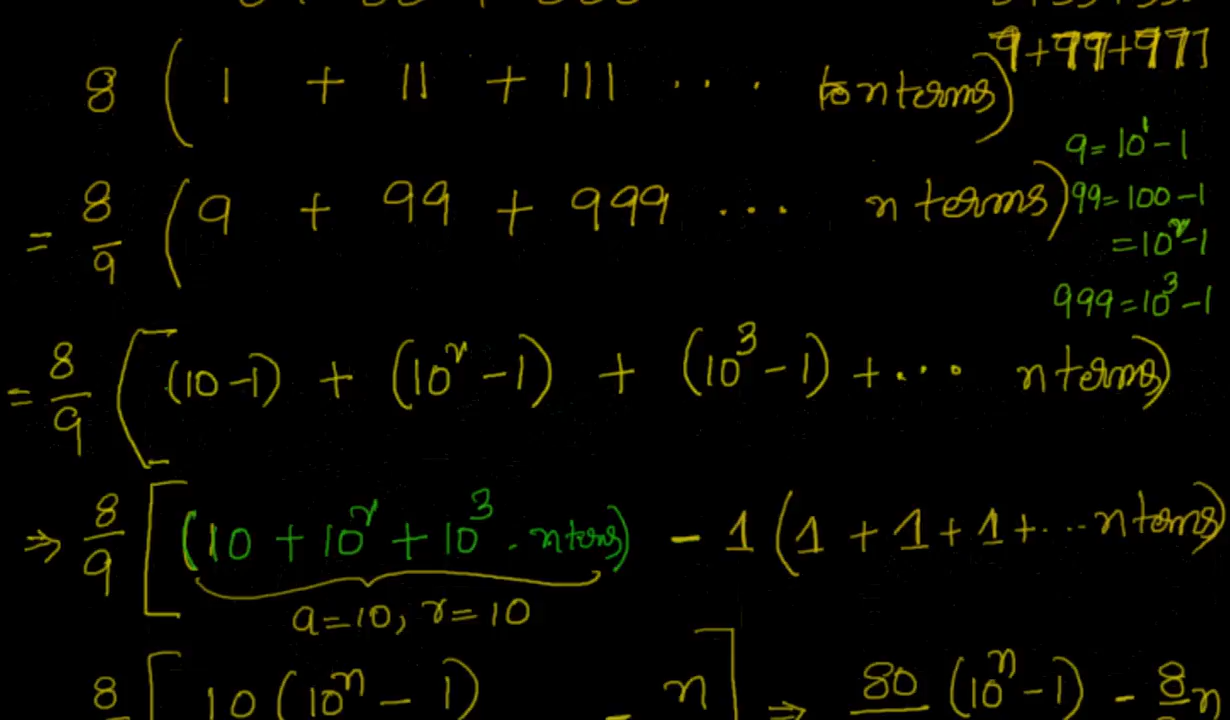 8 ( 1 + 11 + 111 ... to n terms)
9+99+999
9=10¹-1
= 8/9 ( 9 + 99 + 999 ... n terms)
99=100-1
=10²-1
999=10³-1
= 8/9 [ (10-1) + (10²-1) + (10³-1) + ... n terms)
⇒ 8/9 [ (10 + 10² + 10³ . n terms) - 1 (1 + 1 + 1 + ... n terms)
a=10, r=10
8 [ 10 (10ⁿ - 1) - n ] ⇒ 80 (10ⁿ-1) - 8n